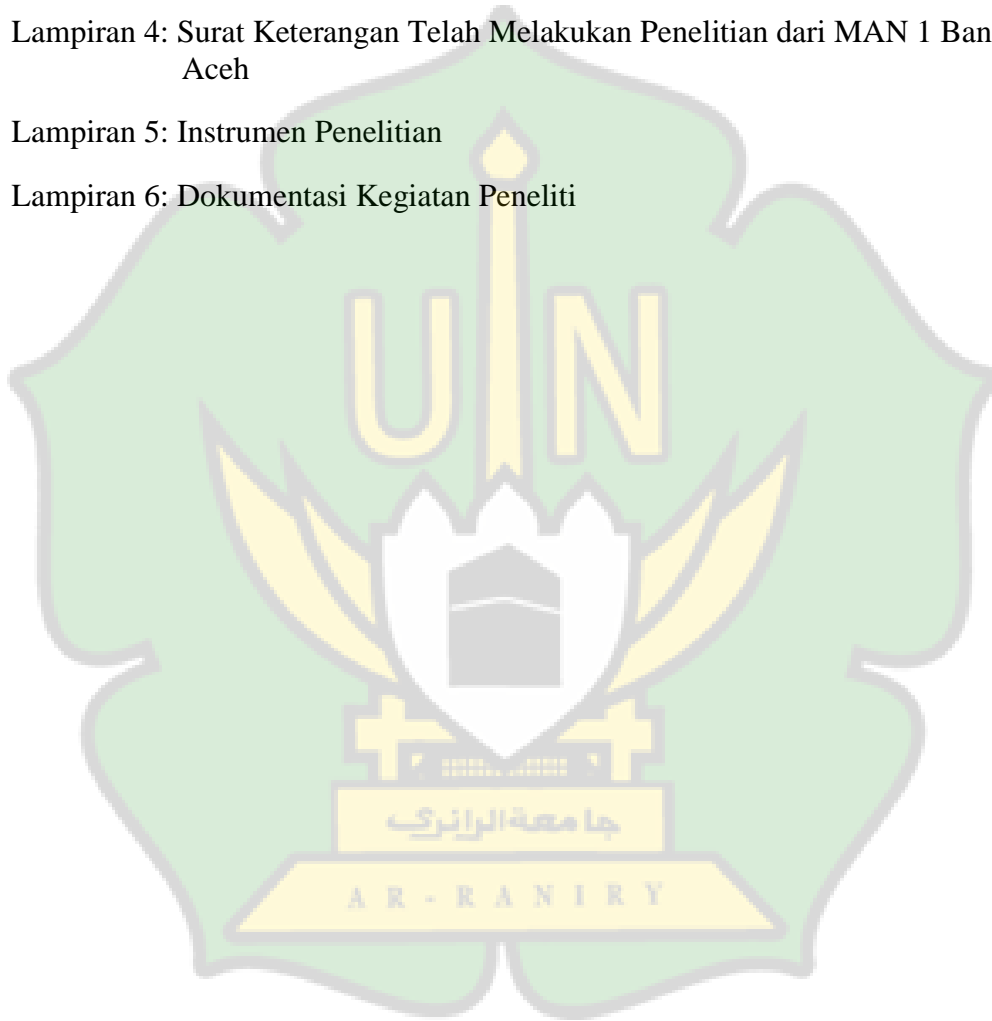 Lampiran 4: Surat Keterangan Telah Melakukan Penelitian dari MAN 1 Ban
Aceh
Lampiran 5: Instrumen Penelitian
Lampiran 6: Dokumentasi Kegiatan Peneliti
UIN
جامعة الرانري
AR-RANIRY